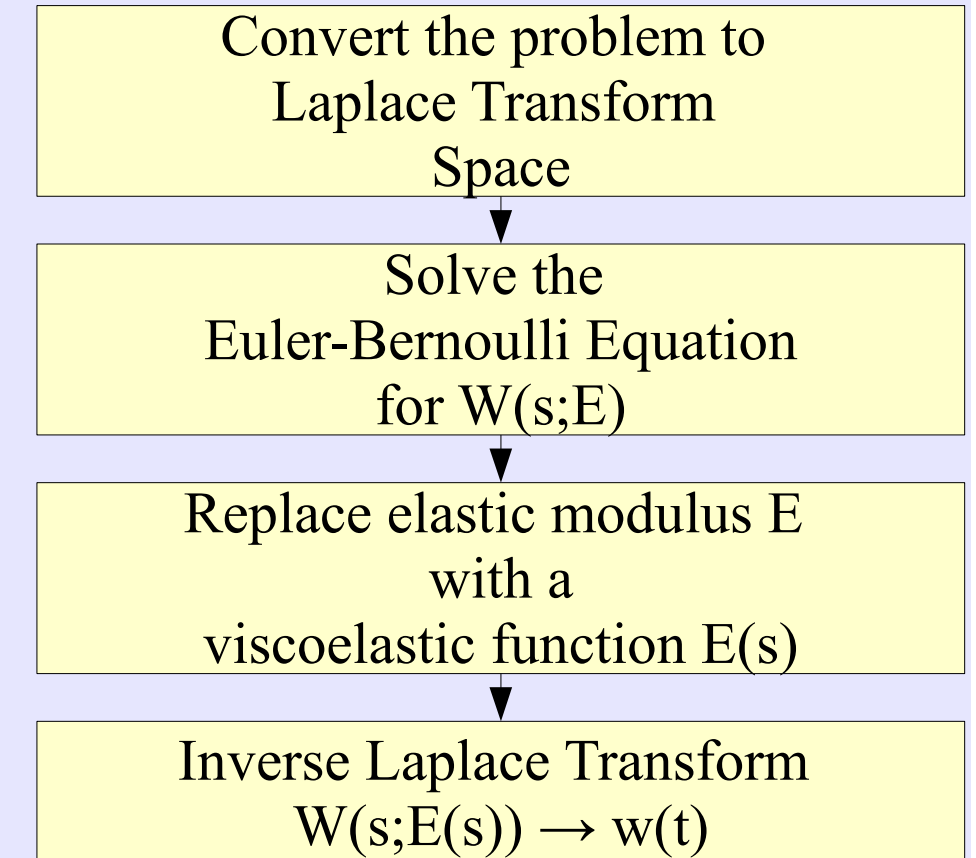 Convert the problem to
Laplace Transform
Space
Solve the
Euler-Bernoulli Equation
for W(s;E)
Replace elastic modulus E
with a
viscoelastic function E(s)
Inverse Laplace Transform
W(s;E(s)) → w(t)